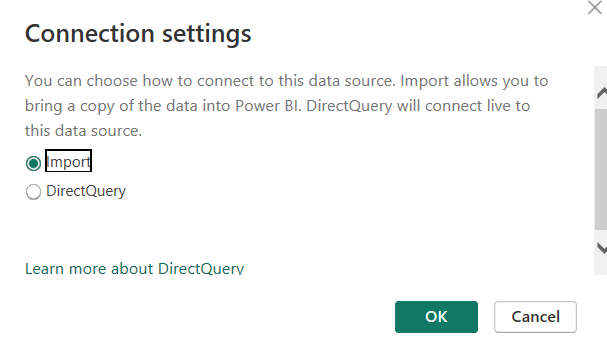 Connection settings
You can choose how to connect to this data source. Import allows you to
bring a copy of the data into Power BI. DirectQuery will connect live to
this data source.
Import
DirectQuery
Learn more about DirectQuery
OK
Cancel